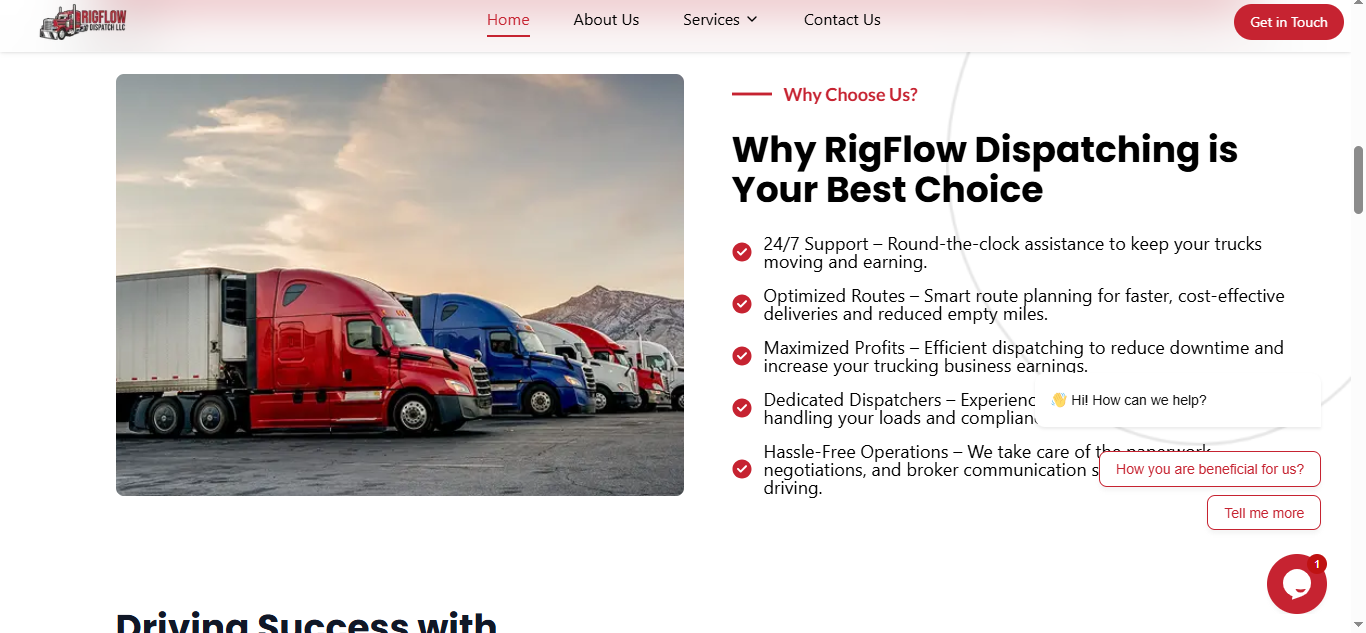 RIGFLOW
DISPATCH LLC
Home
About Us
Services
Contact Us
Get in Touch
Why Choose Us?
Why RigFlow Dispatching is
Your Best Choice
24/7 Support – Round-the-clock assistance to keep your trucks
moving and earning.
Optimized Routes – Smart route planning for faster, cost-effective
deliveries and reduced empty miles.
Maximized Profits – Efficient dispatching to reduce downtime and
increase your trucking business earnings.
Dedicated Dispatchers –
handling your loads and
Hassle-Free Operations – We take care of the paperwork,
negotiations, and broker communication
driving.
👋 Hi! How can we help?
How you are beneficial for us?
Tell me more
1
Driving Success with